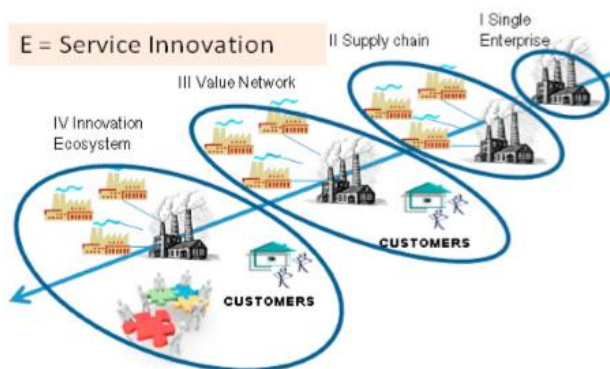 E = Service Innovation
I Single
Enterprise
II Supply chain
III Value Network
IV Innovation
Ecosystem
CUSTOMERS
CUSTOMERS